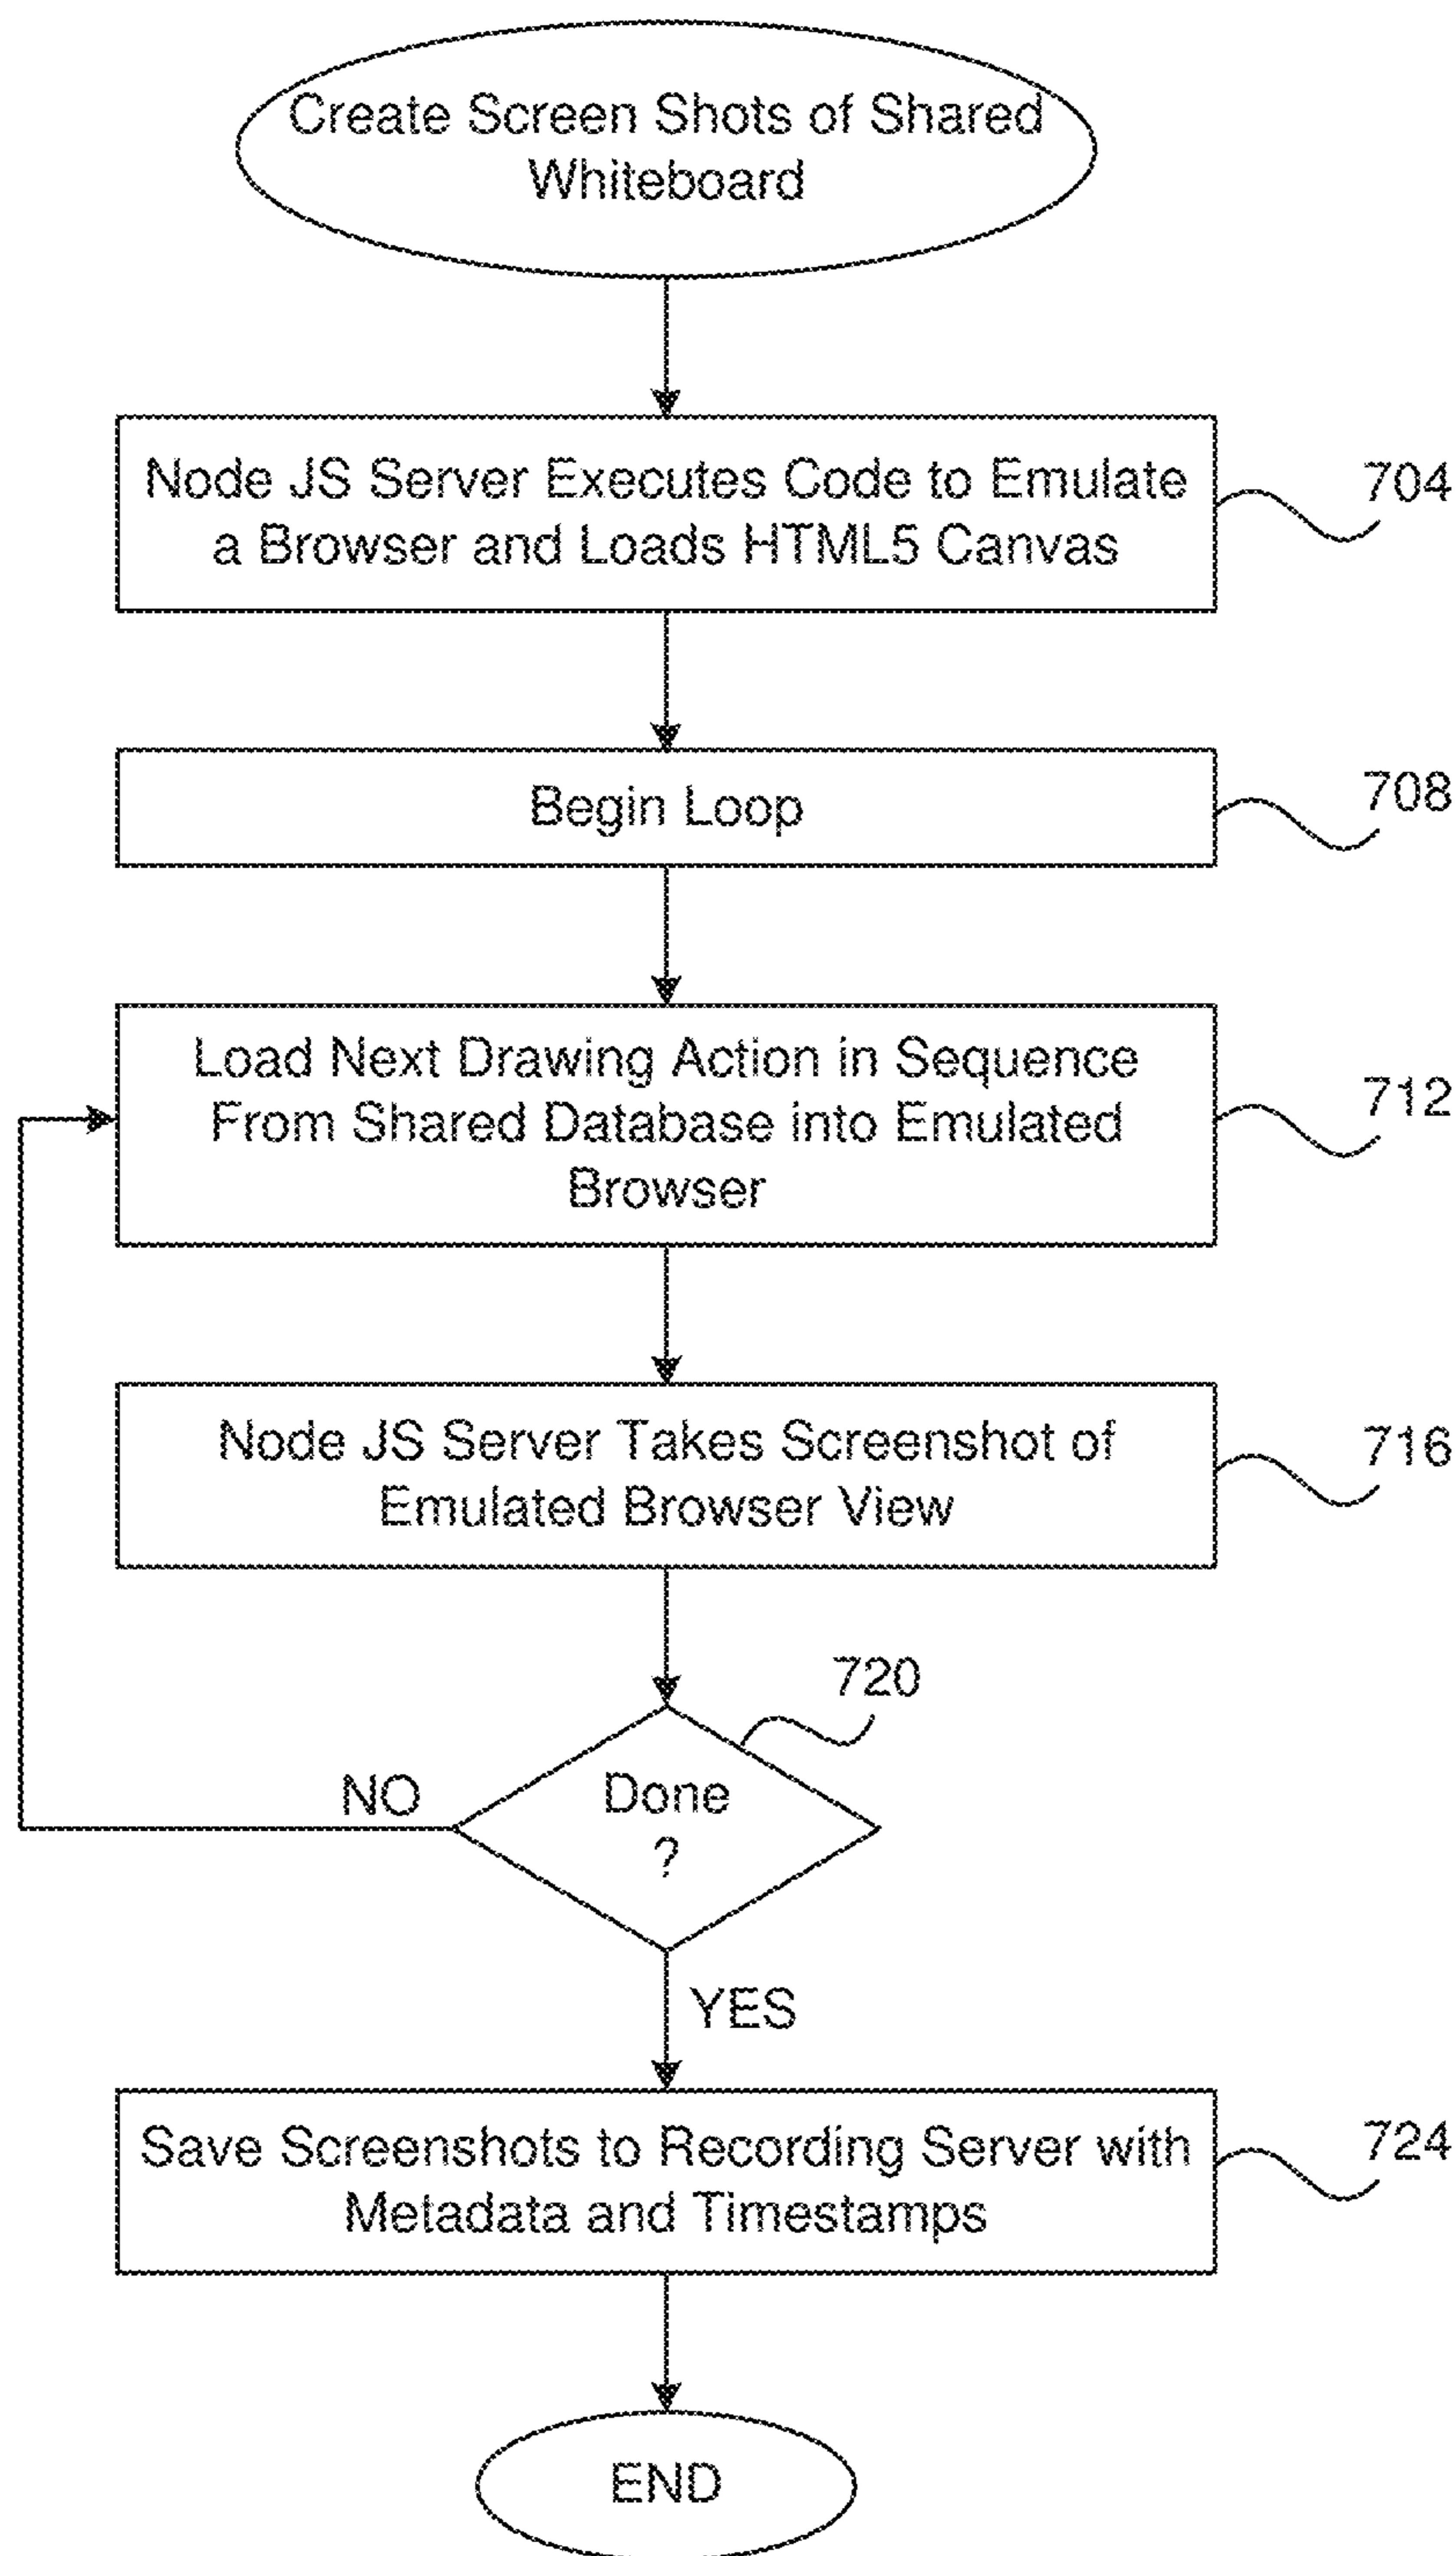 Create Screen Shots of Shared
Whiteboard
Node JS Server Executes Code to Emulate
a Browser and Loads HTML5 Canvas
704
Begin Loop
708
Load Next Drawing Action in Sequence
From Shared Database into Emulated
Browser
712
Node JS Server Takes Screenshot of
Emulated Browser View
716
720
Done
?
NO
YES
Save Screenshots to Recording Server with
Metadata and Timestamps
724
END